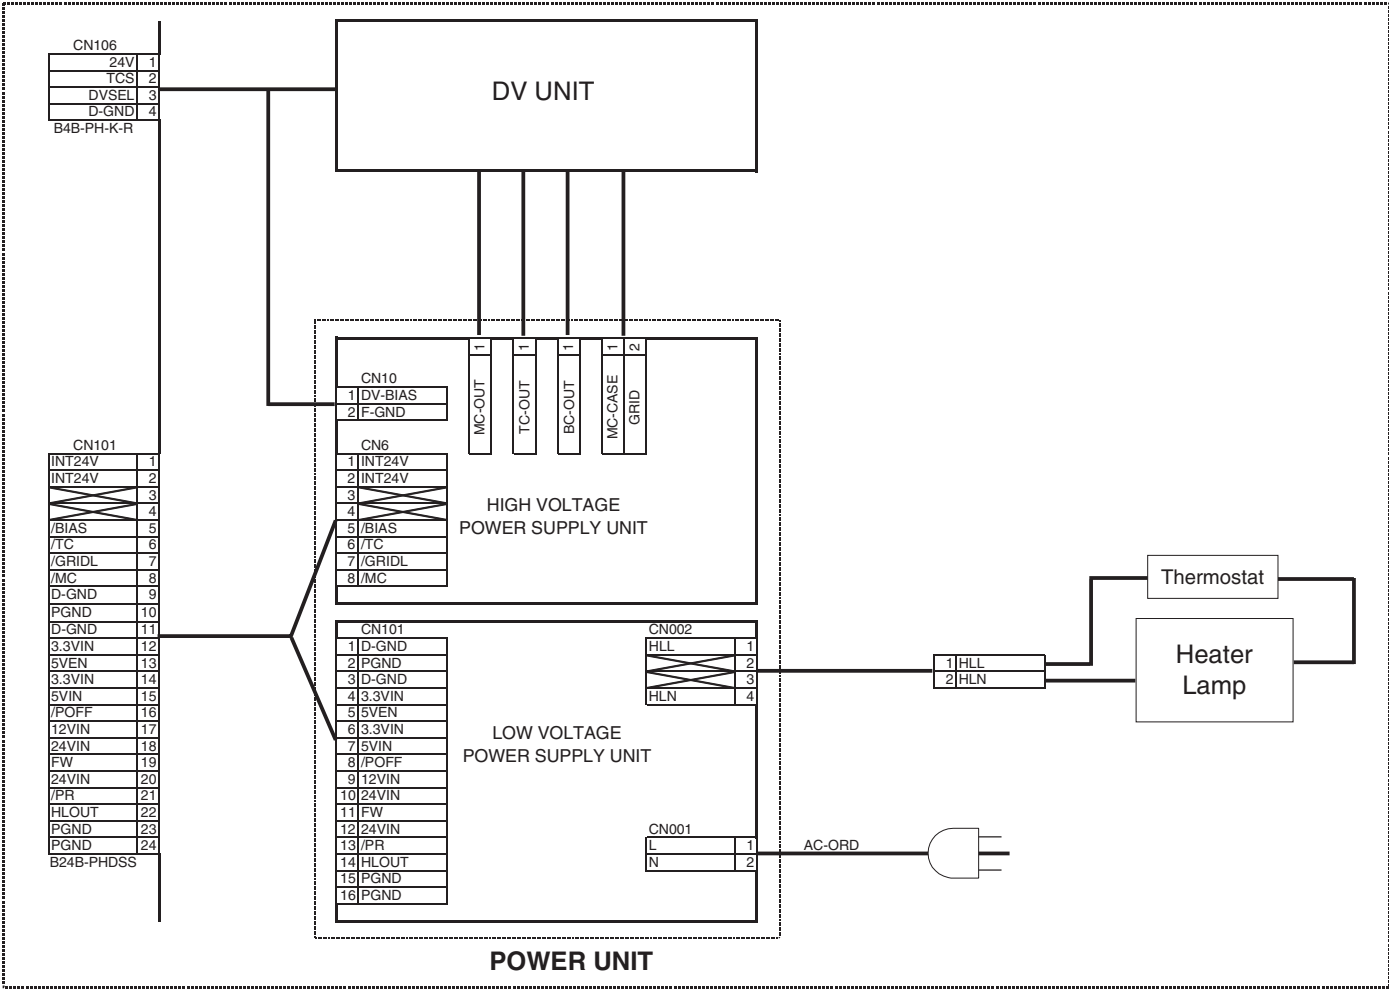 CN106
24V 1
TCS 2
DVSEL 3
D-GND 4
B4B-PH-K-R
DV UNIT
CN101
INT24V 1
INT24V 2
3
4
/BIAS 5
/TC 6
/GRIDL 7
/MC 8
D-GND 9
PGND 10
D-GND 11
3.3VIN 12
5VEN 13
3.3VIN 14
5VIN 15
/POFF 16
12VIN 17
24VIN 18
FW 19
24VIN 20
/PR 21
HLOUT 22
PGND 23
PGND 24
B24B-PHDSS
CN10
1 DV-BIAS
2 F-GND
MC-OUT 1
TC-OUT 1
BC-OUT 1
MC-CASE 1
GRID 2
CN6
1 INT24V
2 INT24V
3
4
5 /BIAS
6 /TC
7 /GRIDL
8 /MC
HIGH VOLTAGE
POWER SUPPLY UNIT
CN101
1 D-GND
2 PGND
3 D-GND
4 3.3VIN
5 5VEN
6 3.3VIN
7 5VIN
8 /POFF
9 12VIN
10 24VIN
11 FW
12 24VIN
13 /PR
14 HLOUT
15 PGND
16 PGND
LOW VOLTAGE
POWER SUPPLY UNIT
CN002
HLL 1
2
3
HLN 4
CN001
L 1
N 2
AC-ORD
1 HLL
2 HLN
Thermostat
Heater
Lamp
POWER UNIT